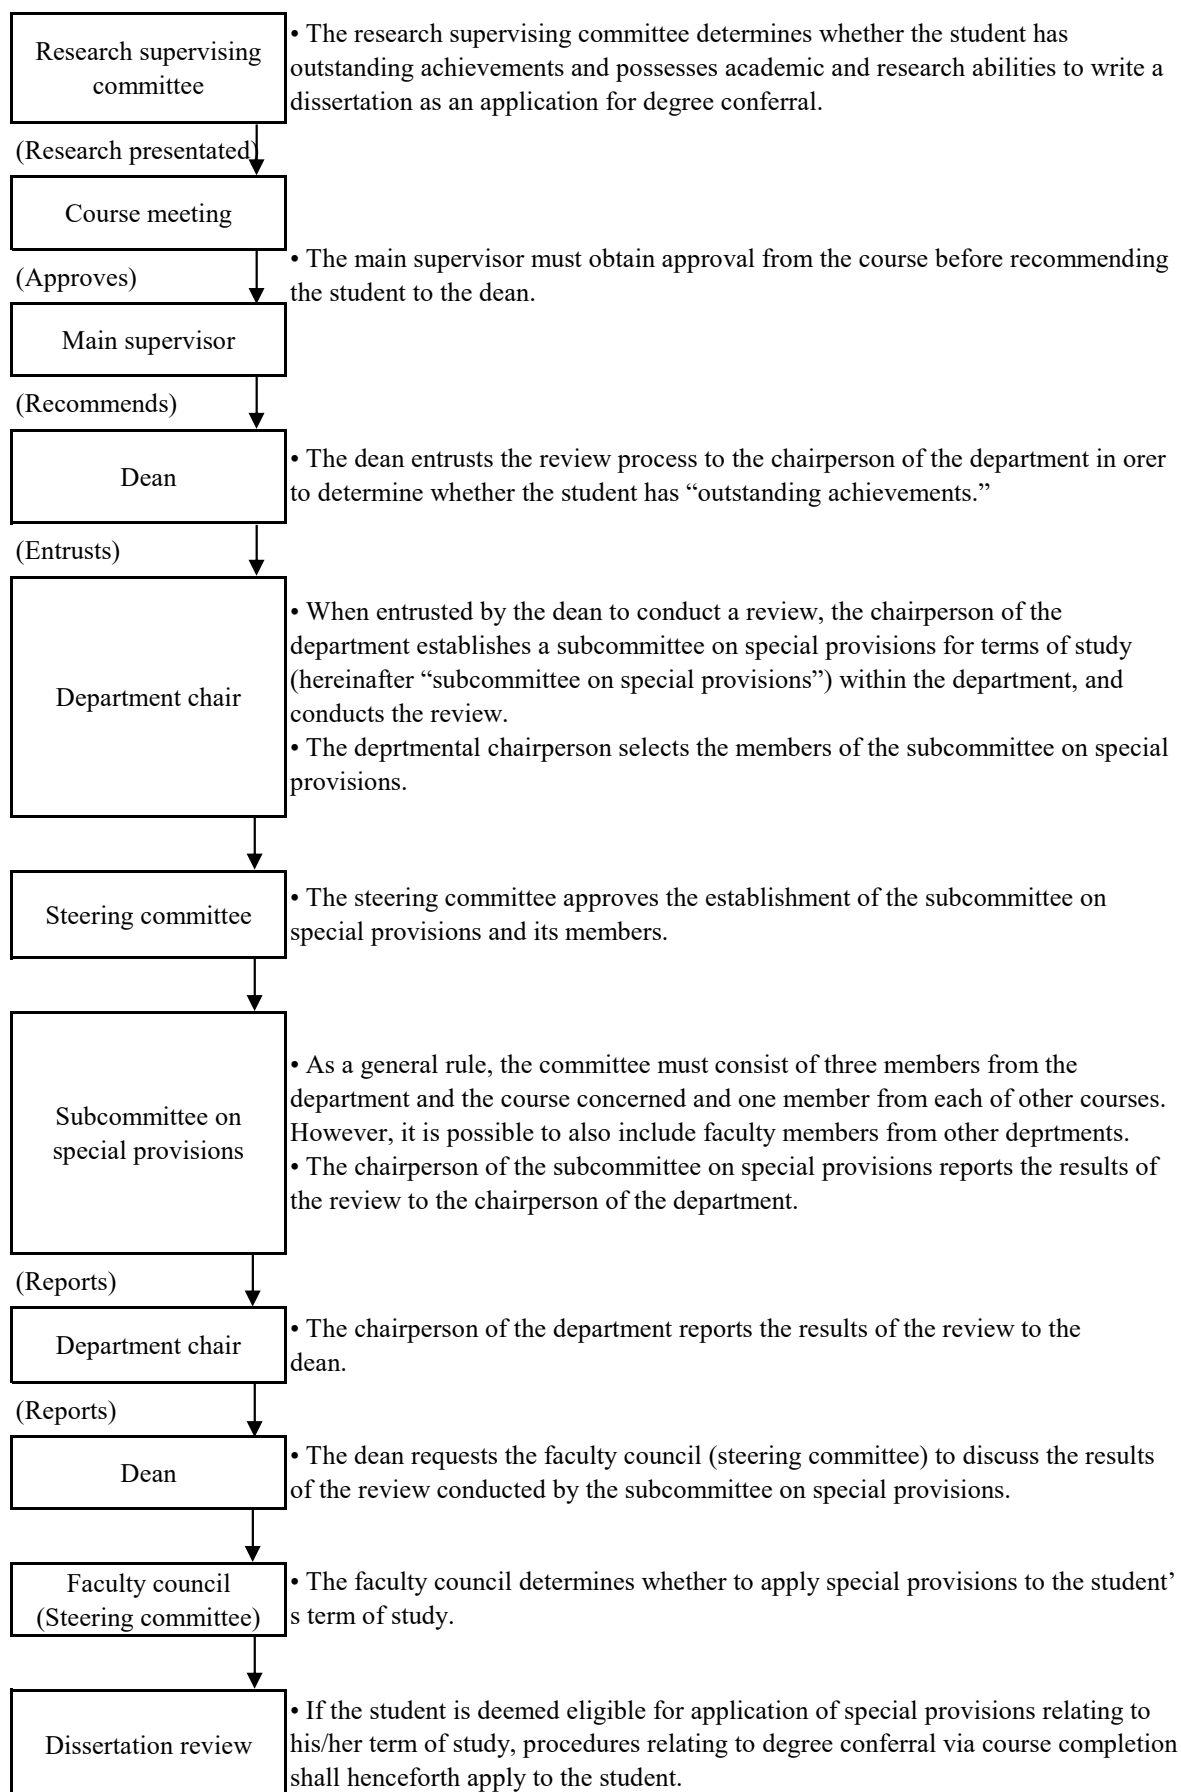 Research supervising
committee
• The research supervising committee determines whether the student has
outstanding achievements and possesses academic and research abilities to write a
dissertation as an application for degree conferral.
(Research presentated)
Course meeting
(Approves)
• The main supervisor must obtain approval from the course before recommending
the student to the dean.
Main supervisor
(Recommends)
Dean
• The dean entrusts the review process to the chairperson of the department in orer
to determine whether the student has “outstanding achievements.”
(Entrusts)
Department chair
• When entrusted by the dean to conduct a review, the chairperson of the
department establishes a subcommittee on special provisions for terms of study
(hereinafter “subcommittee on special provisions”) within the department, and
conducts the review.
• The deprtmental chairperson selects the members of the subcommittee on special
provisions.
Steering committee
• The steering committee approves the establishment of the subcommittee on
special provisions and its members.
Subcommittee on
special provisions
• As a general rule, the committee must consist of three members from the
department and the course concerned and one member from each of other courses.
However, it is possible to also include faculty members from other deprtments.
• The chairperson of the subcommittee on special provisions reports the results of
the review to the chairperson of the department.
(Reports)
Department chair
• The chairperson of the department reports the results of the review to the
dean.
(Reports)
Dean
• The dean requests the faculty council (steering committee) to discuss the results
of the review conducted by the subcommittee on special provisions.
Faculty council
(Steering committee)
• The faculty council determines whether to apply special provisions to the student’
s term of study.
Dissertation review
• If the student is deemed eligible for application of special provisions relating to
his/her term of study, procedures relating to degree conferral via course completion
shall henceforth apply to the student.